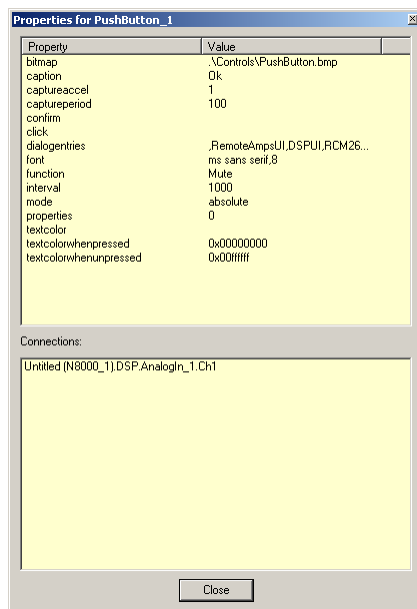 Properties for PushButton_1
Property Value
bitmap .\Controls\PushButton.bmp
caption Ok
captureaccel 1
captureperiod 100
confirm
click
dialogentries ,RemoteAmpsUI,DSPUI,RCM26...
font ms sans serif,8
function Mute
interval 1000
mode absolute
properties 0
textcolor
textcolorwhenpressed 0x00000000
textcolorwhenunpressed 0x00ffffff
Connections:
Untitled (N8000_1).DSP.AnalogIn_1.Ch1
Close